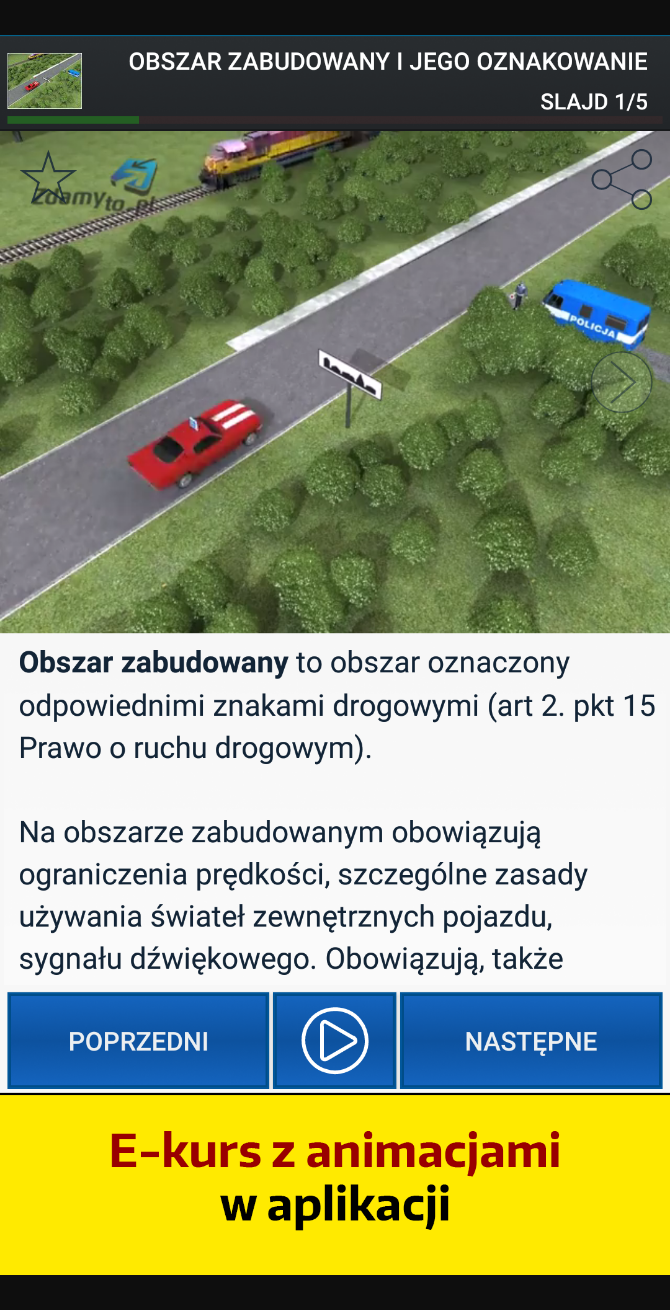 OBSZAR ZABUDOWANY I JEGO OZNAKOWANIE
SLAJD 1/5
Zdamyto.pl
POLICJA
Obszar zabudowany to obszar oznaczony
odpowiednimi znakami drogowymi (art 2. pkt 15
Prawo o ruchu drogowym).
Na obszarze zabudowanym obowiązują
ograniczenia prędkości, szczególne zasady
używania świateł zewnętrznych pojazdu,
sygnału dźwiękowego. Obowiązują, także
POPRZEDNI
NASTĘPNE
E-kurs z animacjami
w aplikacji